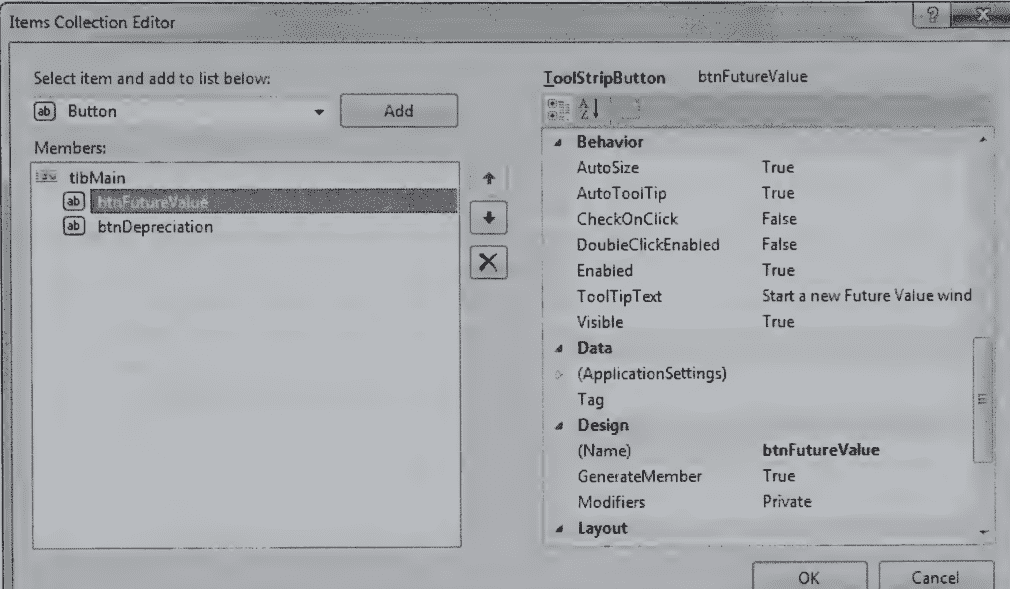 Items Collection Editor
Select item and add to list below:
Button
Add
Members:
tlbMain
btnFutureValue
btnDepreciation
ToolStripButton btnFutureValue
Behavior
AutoSize True
AutoToolTip True
CheckOnClick False
DoubleClickEnabled False
Enabled True
ToolTipText Start a new Future Value wind
Visible True
Data
(ApplicationSettings)
Tag
Design
(Name) btnFutureValue
GenerateMember True
Modifiers Private
Layout
OK Cancel